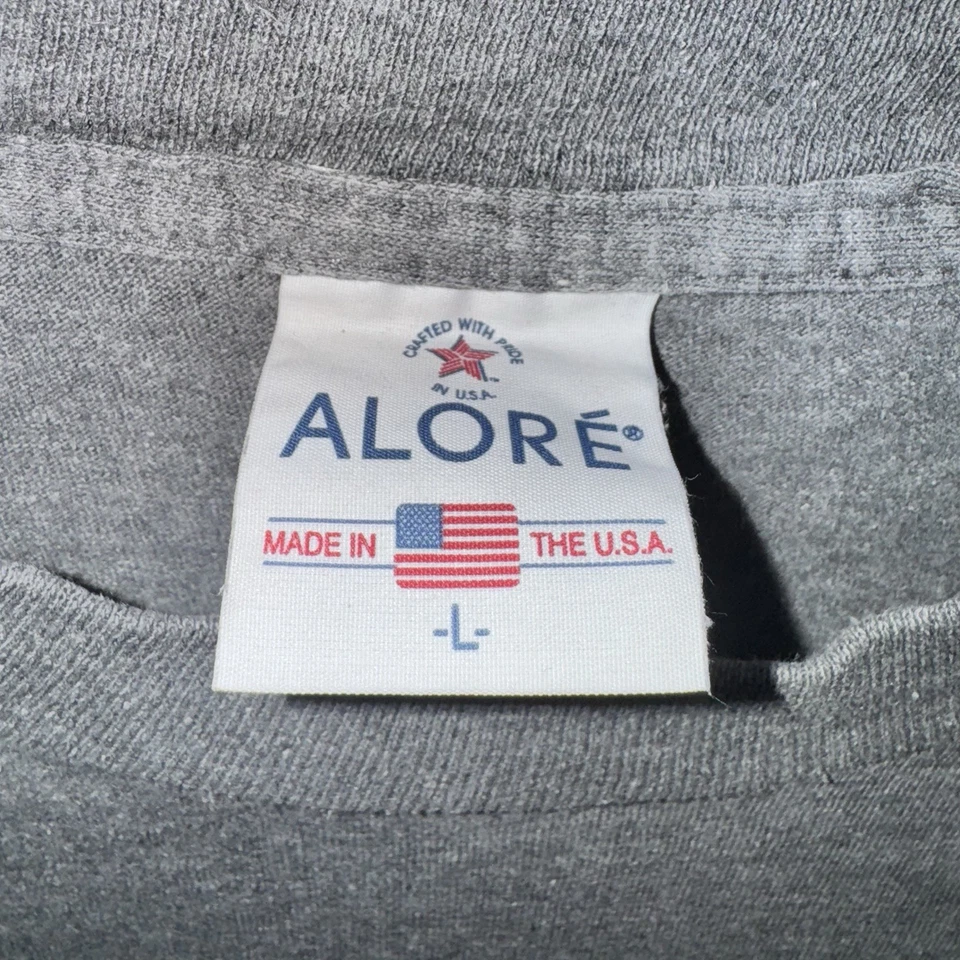 CRAFTED WITH PRIDE
IN U.S.A.
ALORÉ®
MADE IN THE U.S.A.
-L-